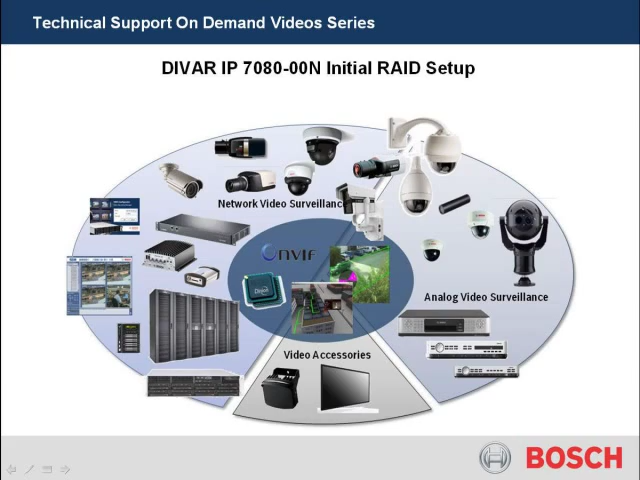 Technical Support On Demand Videos Series
DIVAR IP 7080-00N Initial RAID Setup
Network Video Surveillance
Onvif
Analog Video Surveillance
Video Accessories
BOSCH